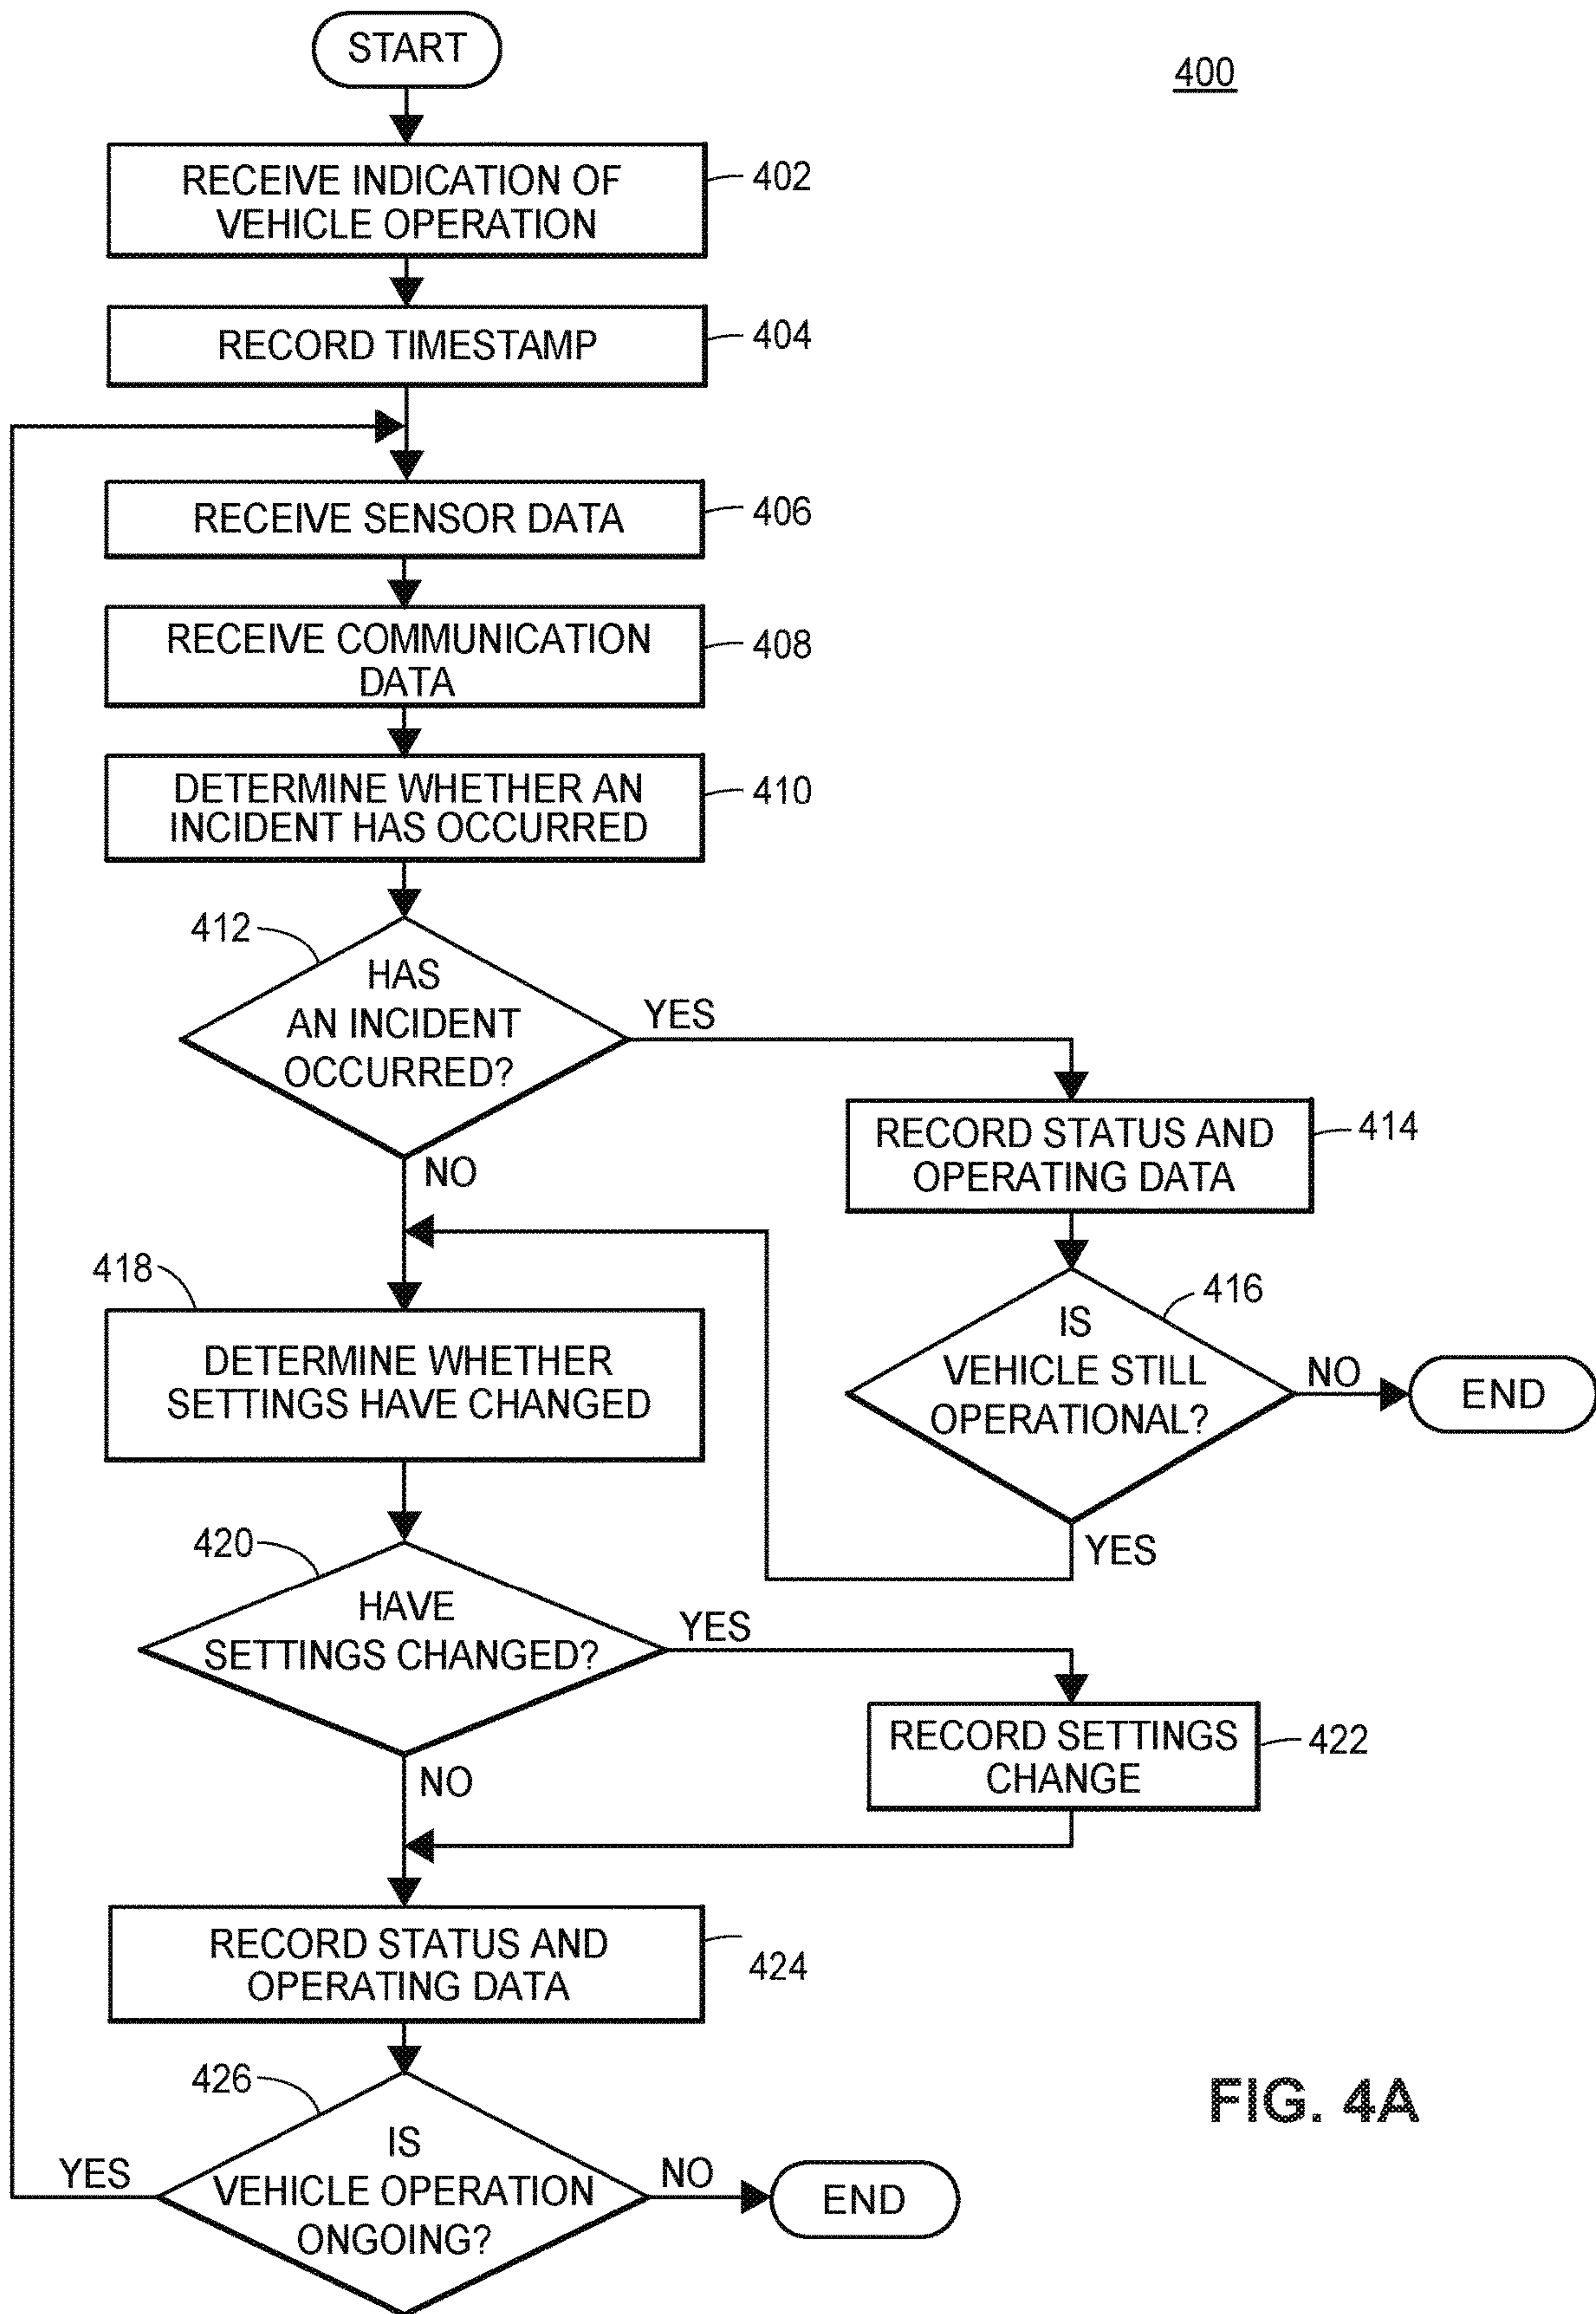 START
400
RECEIVE INDICATION OF
VEHICLE OPERATION
402
RECORD TIMESTAMP
404
RECEIVE SENSOR DATA
406
RECEIVE COMMUNICATION
DATA
408
DETERMINE WHETHER AN
INCIDENT HAS OCCURRED
410
412
HAS
AN INCIDENT
OCCURRED?
YES
NO
RECORD STATUS AND
OPERATING DATA
414
416
IS
VEHICLE STILL
OPERATIONAL?
NO
END
YES
418
DETERMINE WHETHER
SETTINGS HAVE CHANGED
420
HAVE
SETTINGS CHANGED?
YES
NO
RECORD SETTINGS
CHANGE
422
RECORD STATUS AND
OPERATING DATA
424
426
IS
VEHICLE OPERATION
ONGOING?
YES
NO
END
FIG. 4A